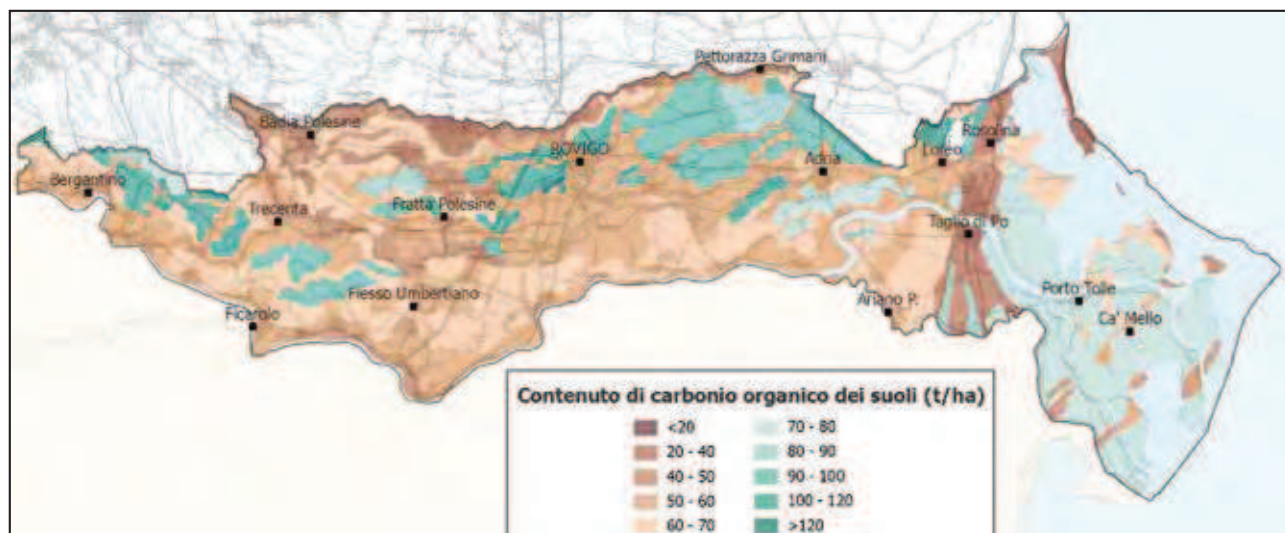 Pettorazza Grimani
Badia Polesine
ROVIGO
Rosolina
Loreo
Adria
Bergantino
Trecenta
Fratta Polesine
Taglio di Po
Fiesso Umbertiano
Ficarolo
Ariano P.
Porto Tolle
Ca' Mello
Contenuto di carbonio organico dei suoli (t/ha)
<20 70 - 80
20 - 40 80 - 90
40 - 50 90 - 100
50 - 60 100 - 120
60 - 70 >120